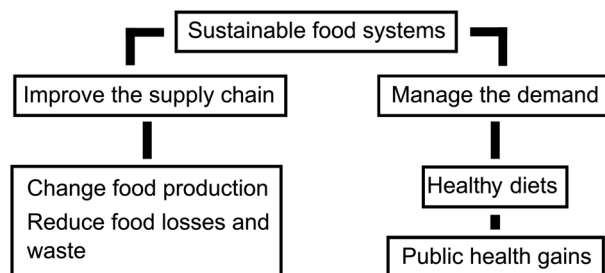 Sustainable food systems
Improve the supply chain
Manage the demand
Change food production
Reduce food losses and
waste
Healthy diets
Public health gains